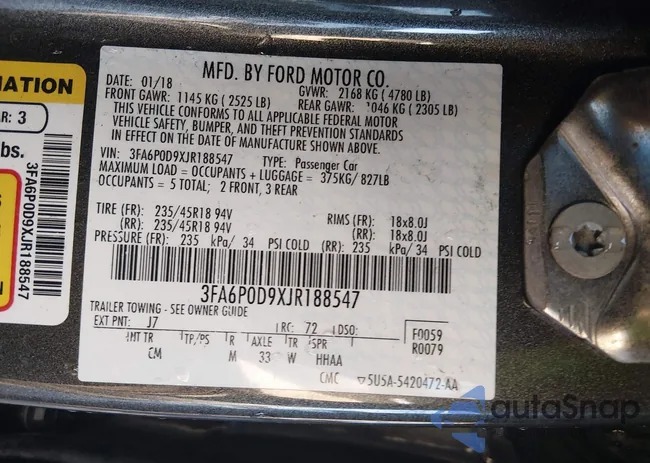 MFD. BY FORD MOTOR CO.
DATE: 01/18 GVWR: 2168 KG ( 4780 LB)
FRONT GAWR: 1145 KG ( 2525 LB) REAR GAWR: 1046 KG ( 2305 LB)
THIS VEHICLE CONFORMS TO ALL APPLICABLE FEDERAL MOTOR
VEHICLE SAFETY, BUMPER, AND THEFT PREVENTION STANDARDS
IN EFFECT ON THE DATE OF MANUFACTURE SHOWN ABOVE.
VIN: 3FA6P0D9XJR188547 TYPE: Passenger Car
MAXIMUM LOAD = OCCUPANTS + LUGGAGE = 375KG/ 827LB
OCCUPANTS = 5 TOTAL; 2 FRONT, 3 REAR
TIRE (FR): 235/45R18 94V RIMS (FR): 18x8.0J
(RR): 235/45R18 94V (RR): 18x8.0J
PRESSURE (FR): 235 kPa/ 34 PSI COLD (RR): 235 kPa/ 34 PSI COLD
3FA6P0D9XJR188547
TRAILER TOWING - SEE OWNER GUIDE
EXT PNT: J7 RC: 72 DSO: F0059
R0079
INT TR TP/PS R AXLE TR SPR
CM M 33 W HHAA
CMC ▽5U5A-5420472-AA
MATION
R: 3
lbs.
3FA6P0D9XJR188547
autoSnap